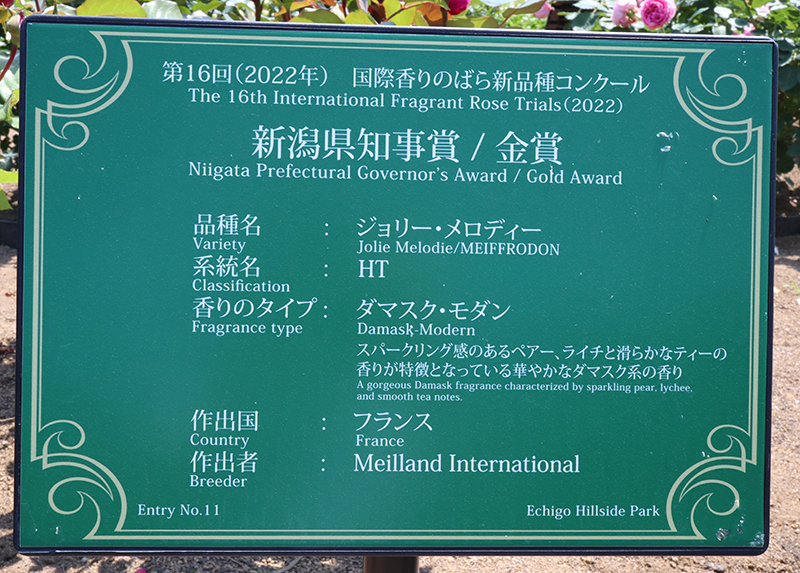 第16回(2022年) 国際香りのばら新品種コンクール
The 16th International Fragrant Rose Trials(2022)
新潟県知事賞 / 金賞
Niigata Prefectural Governor's Award / Gold Award
品種名 : ジョリー・メロディー
Variety Jolie Melodie/MEIFFRODON
系統名 : HT
Classification
香りのタイプ : ダマスク・モダン
Fragrance type Damask-Modern
スパークリング感のあるペアー、ライチと滑らかなティーの
香りが特徴となっている華やかなダマスク系の香り
A gorgeous Damask fragrance characterized by sparkling pear, lychee,
and smooth tea notes.
作出国 : フランス
Country France
作出者 : Meilland International
Breeder
Entry No.11 Echigo Hillside Park